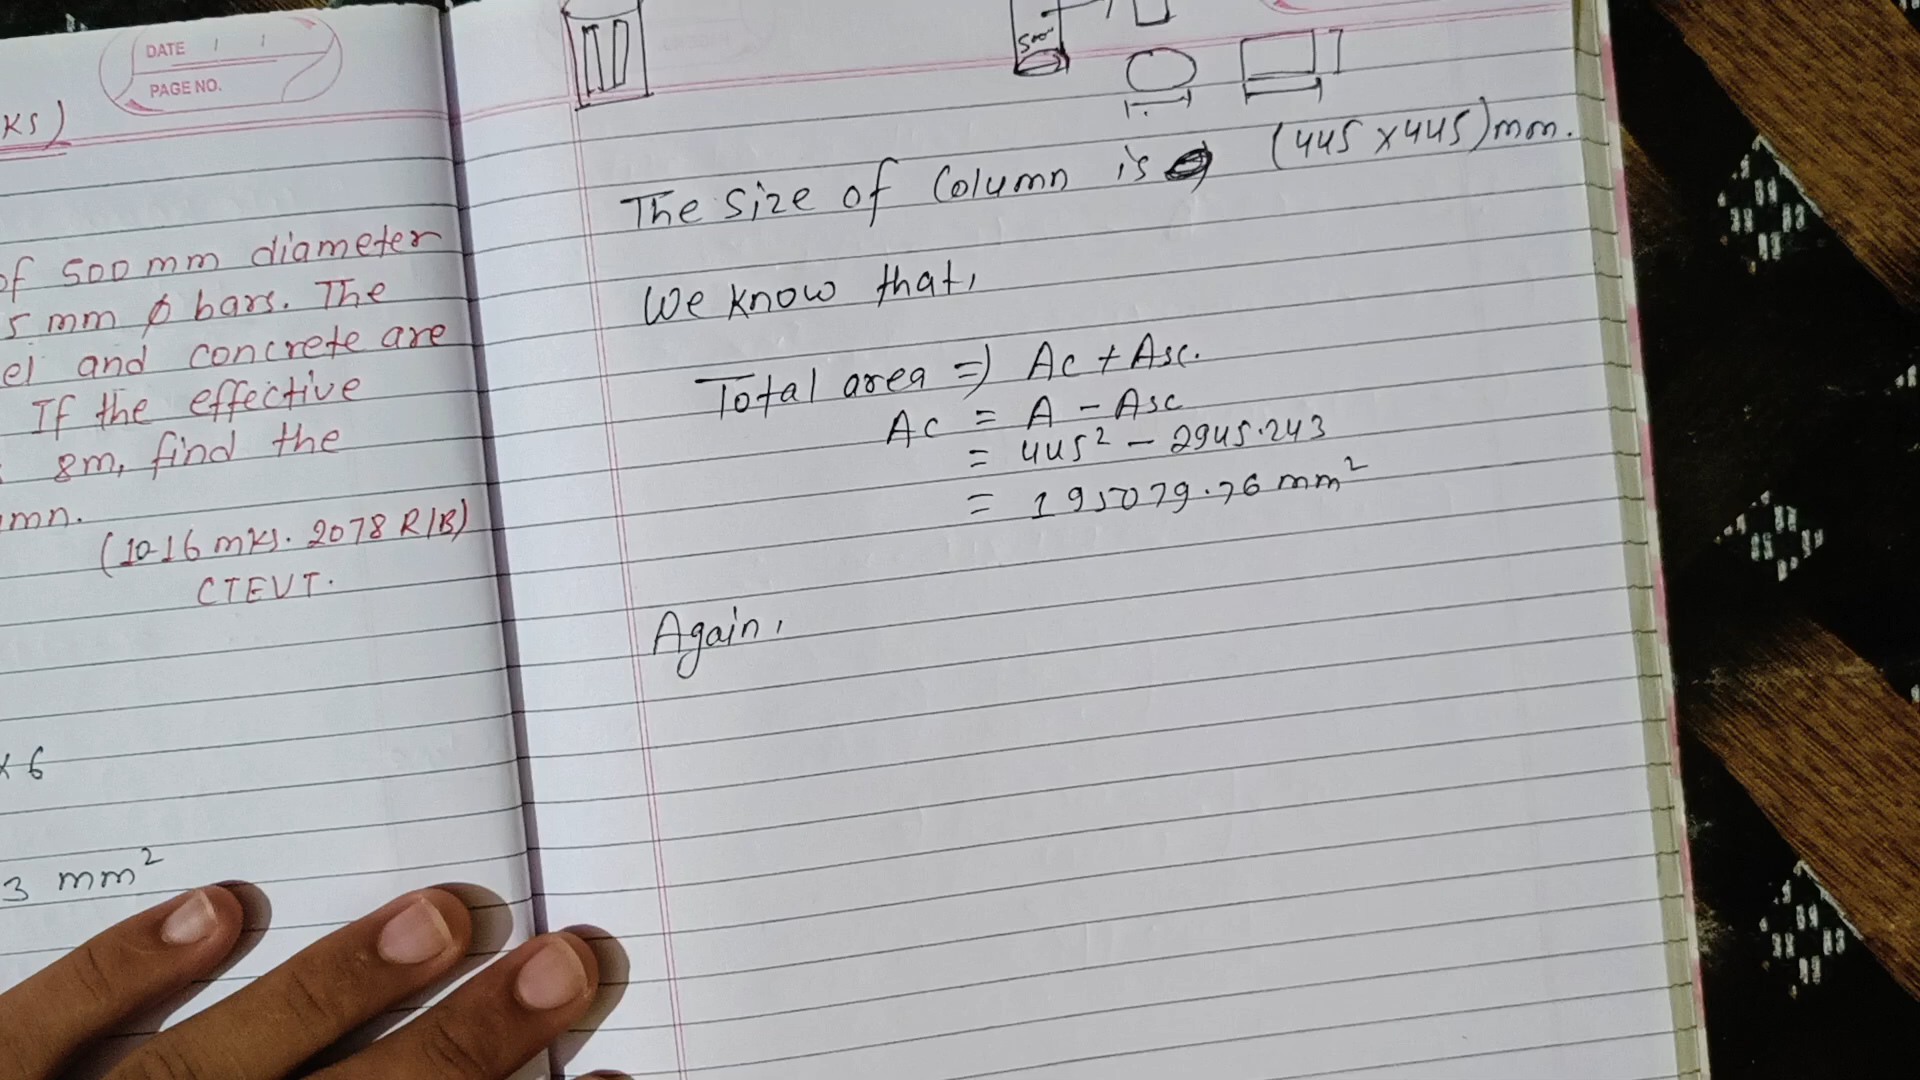 DATE / /
PAGE NO.
ks)
of 500 mm diameter
5 mm ϕ bars. The
el and concrete are
If the effective
8m, find the
mn.
(10-16 mks. 2078 R/B)
CTEVT.
x 6
3 mm²
500
The size of Column is (445 x 445) mm.
We know that,
Total area => Ac + Asc.
Ac = A - Asc
= 445² - 2945.243
= 195079.76 mm²
Again,